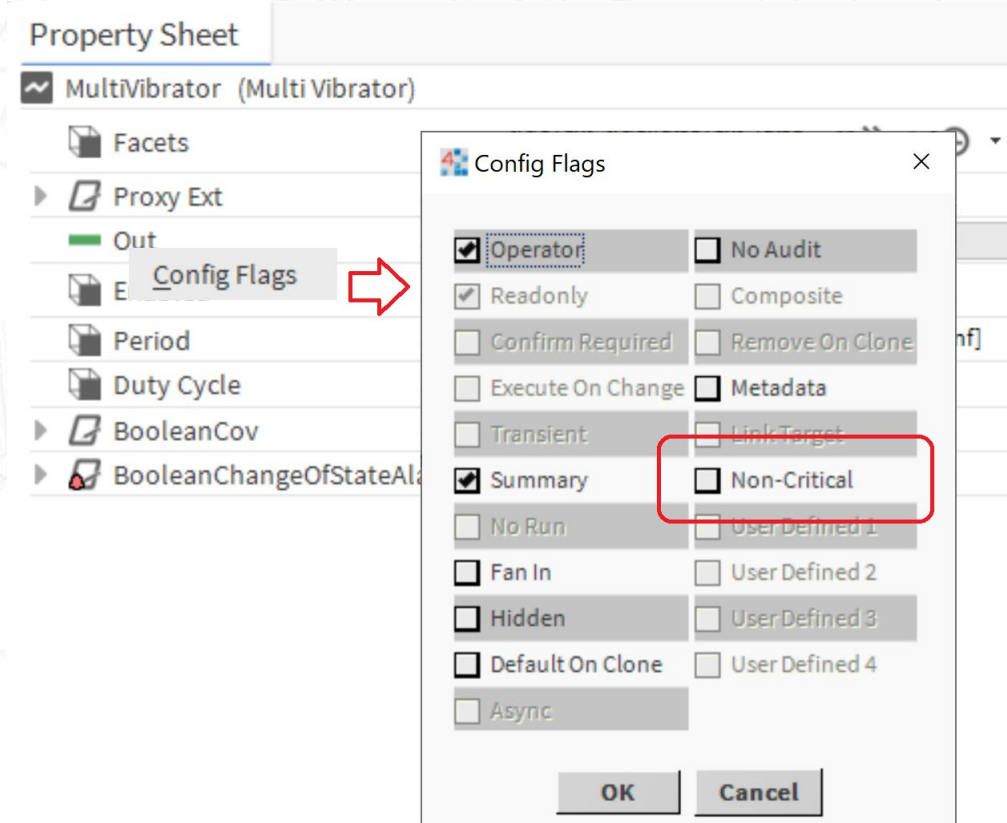 Property Sheet
MultiVibrator (Multi Vibrator)
Facets
Proxy Ext
Out
Config Flags
Period
Duty Cycle
BooleanCov
BooleanChangeOfStateAla
Config Flags
Operator
No Audit
Readonly
Composite
Confirm Required
Remove On Clone
Execute On Change
Metadata
Transient
Link Target
Summary
Non-Critical
No Run
User Defined 1
Fan In
User Defined 2
Hidden
User Defined 3
Default On Clone
User Defined 4
Async
nf]
OK
Cancel